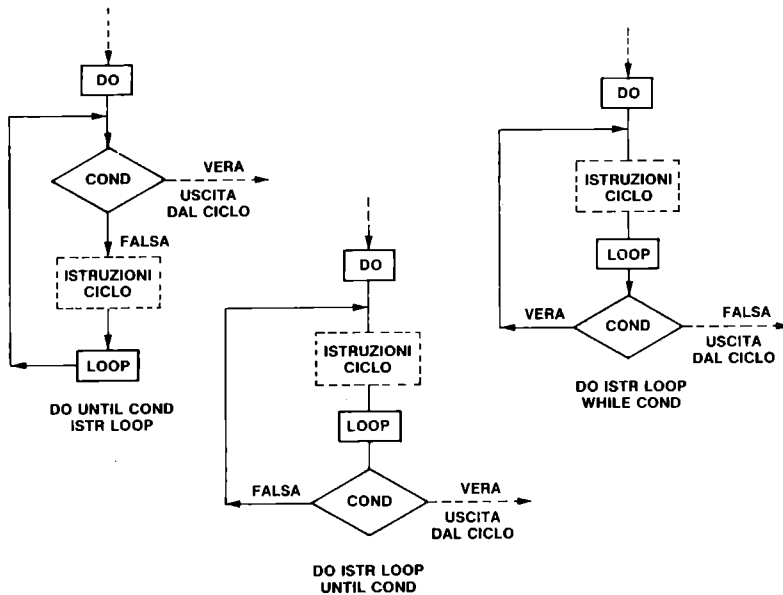 DO
COND
VERA
USCITA
DAL CICLO
FALSA
ISTRUZIONI
CICLO
LOOP
DO UNTIL COND
ISTR LOOP
DO
ISTRUZIONI
CICLO
LOOP
FALSA
COND
VERA
USCITA
DAL CICLO
DO ISTR LOOP
UNTIL COND
DO
ISTRUZIONI
CICLO
LOOP
VERA
COND
FALSA
USCITA
DAL CICLO
DO ISTR LOOP
WHILE COND